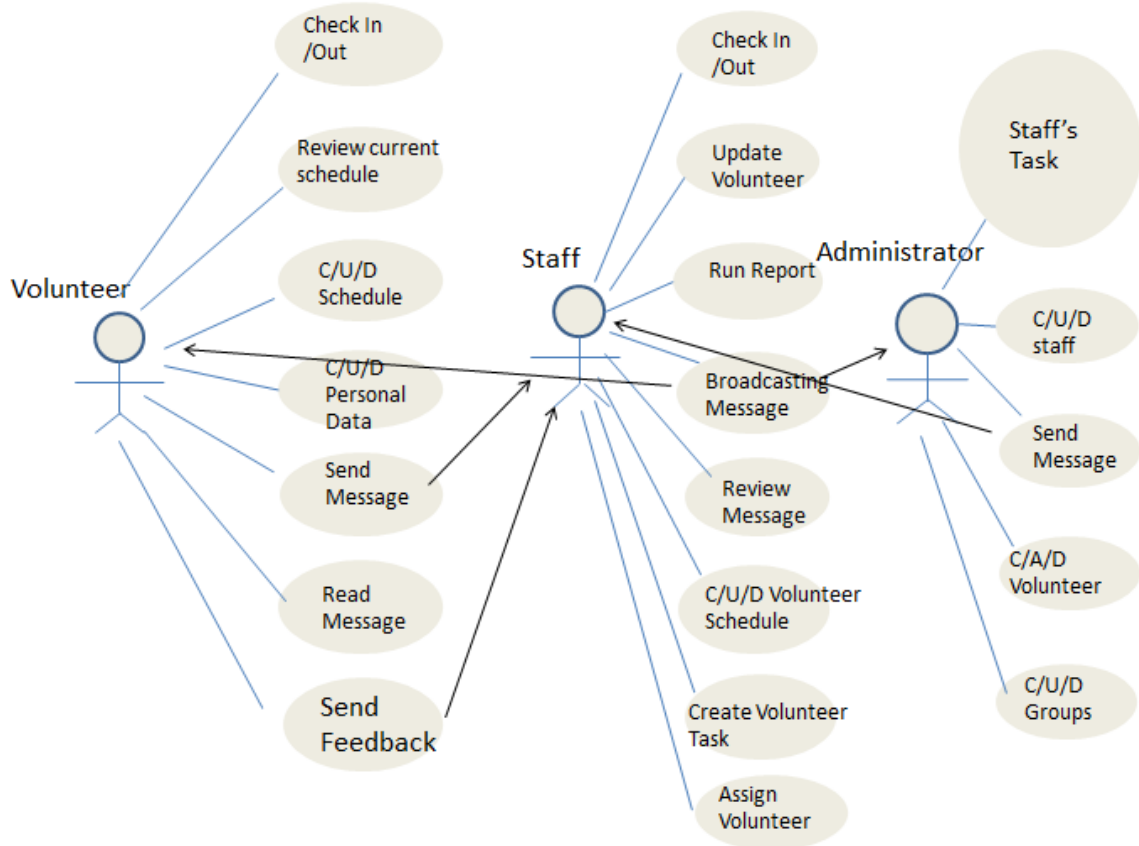 Volunteer
Check In
/Out
Review current
schedule
C/U/D
Schedule
C/U/D
Personal
Data
Send
Message
Read
Message
Send
Feedback
Staff
Check In
/Out
Update
Volunteer
Run Report
Broadcasting
Message
Review
Message
C/U/D Volunteer
Schedule
Create Volunteer
Task
Assign
Volunteer
Administrator
Staff's
Task
C/U/D
staff
Send
Message
C/A/D
Volunteer
C/U/D
Groups